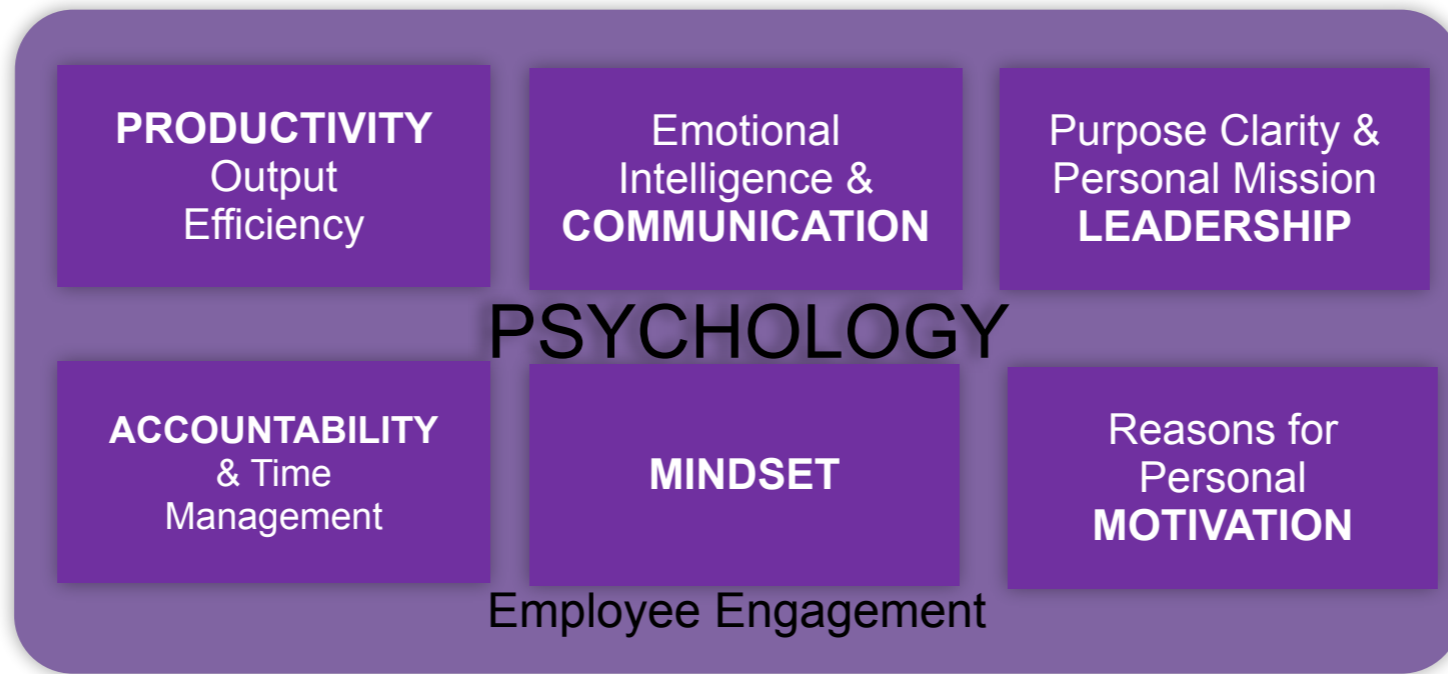 PRODUCTIVITY
Output
Efficiency
Emotional
Intelligence &
COMMUNICATION
Purpose Clarity &
Personal Mission
LEADERSHIP
PSYCHOLOGY
ACCOUNTABILITY
& Time
Management
MINDSET
Reasons for
Personal
MOTIVATION
Employee Engagement